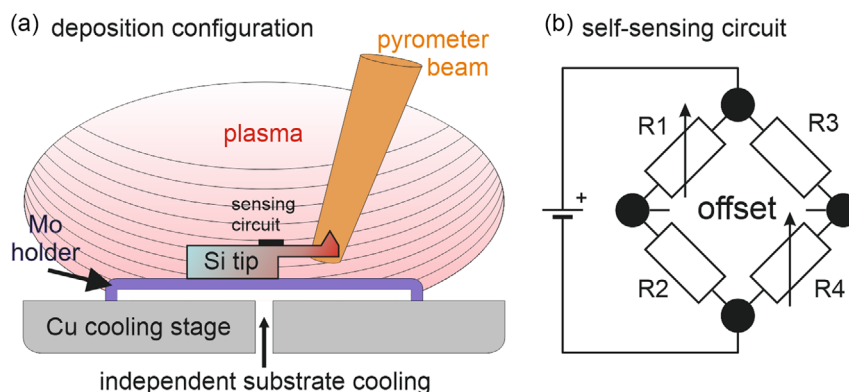 (a) deposition configuration
pyrometer
beam
plasma
sensing
circuit
Mo
holder
Si tip
Cu cooling stage
independent substrate cooling
(b) self-sensing circuit
R1
R3
+
offset
R2
R4